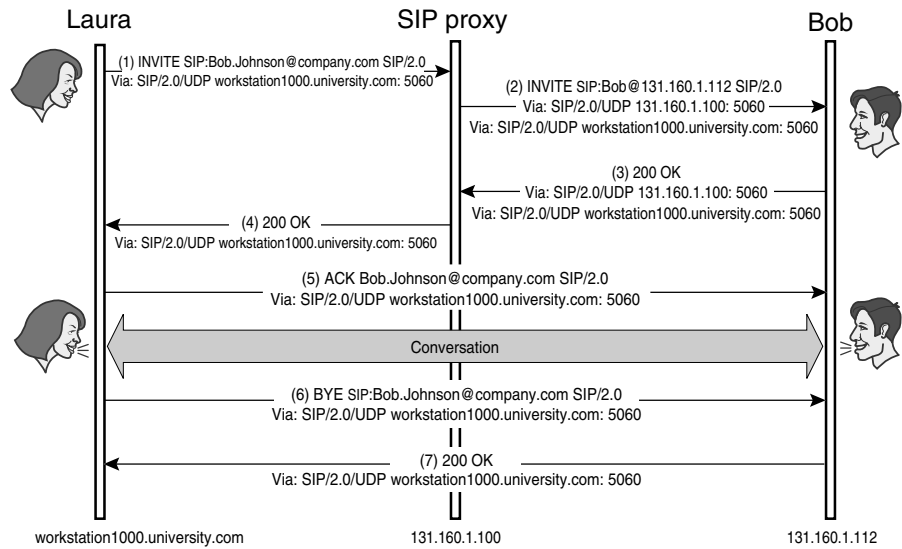 Laura
SIP proxy
Bob
(1) INVITE SIP:Bob.Johnson@company.com SIP/2.0
Via: SIP/2.0/UDP workstation1000.university.com: 5060
(2) INVITE SIP:Bob@131.160.1.112 SIP/2.0
Via: SIP/2.0/UDP 131.160.1.100: 5060
Via: SIP/2.0/UDP workstation1000.university.com: 5060
(3) 200 OK
Via: SIP/2.0/UDP 131.160.1.100: 5060
Via: SIP/2.0/UDP workstation1000.university.com: 5060
(4) 200 OK
Via: SIP/2.0/UDP workstation1000.university.com: 5060
(5) ACK Bob.Johnson@company.com SIP/2.0
Via: SIP/2.0/UDP workstation1000.university.com: 5060
Conversation
(6) BYE SIP:Bob.Johnson@company.com SIP/2.0
Via: SIP/2.0/UDP workstation1000.university.com: 5060
(7) 200 OK
Via: SIP/2.0/UDP workstation1000.university.com: 5060
workstation1000.university.com
131.160.1.100
131.160.1.112